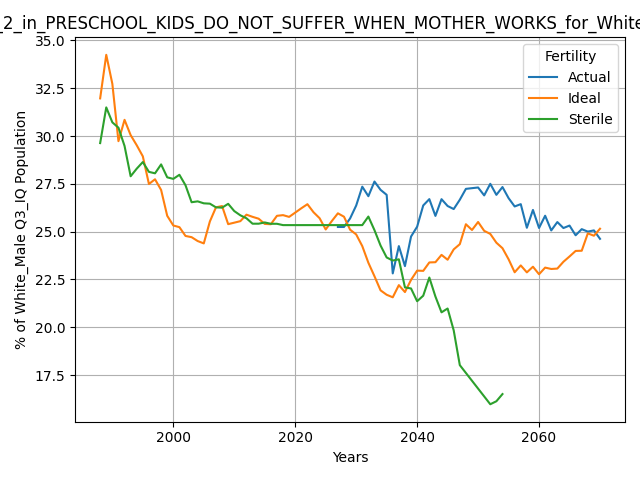 _2_in_PRESCHOOL_KIDS_DO_NOT_SUFFER_WHEN_MOTHER_WORKS_for_White
35.0
32.5
30.0
27.5
25.0
22.5
20.0
17.5
% of White_Male Q3_IQ Population
Fertility
Actual
Ideal
Sterile
2000
2020
2040
2060
Years